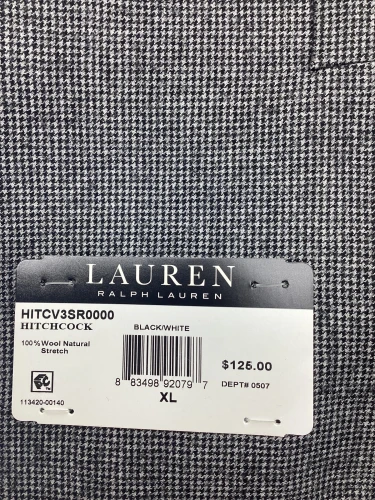 LAUREN
RALPH LAUREN
HITCV3SR0000
HITCHCOCK
BLACK/WHITE
100% Wool Natural
Stretch
8 83498 92079 7
XL
$125.00
DEPT# 0507
113420-00140